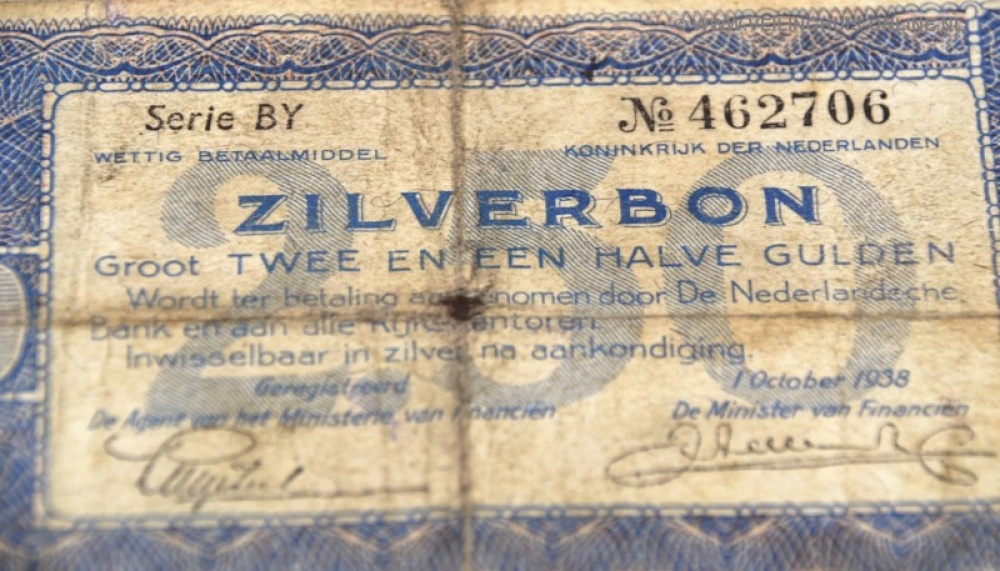 Serie BY
№ 462706
WETTIG BETAALMIDDEL
KONINKRIJK DER NEDERLANDEN
250
ZILVERBON
Groot TWEE EN EEN HALVE GULDEN
Wordt ter betaling aangenomen door De Nederlandsche
Bank en aan alle Rijkskantoren.
Inwisselbaar in zilver na aankondiging.
Geregistreerd
1 October 1938
De Agent van het Ministerie van Financiën
De Minister van Financiën